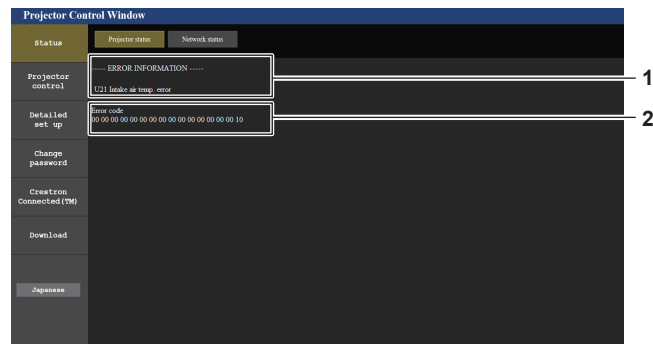 Projector Control Window
Status
Projector status
Network status
----- ERROR INFORMATION -----
U21 Intake air temp. error
1
Error code
00 00 00 00 00 00 00 00 00 00 00 00 00 00 00 10
2
Projector
control
Detailed
set up
Change
password
Crestron
Connected(TM)
Download
Japanese